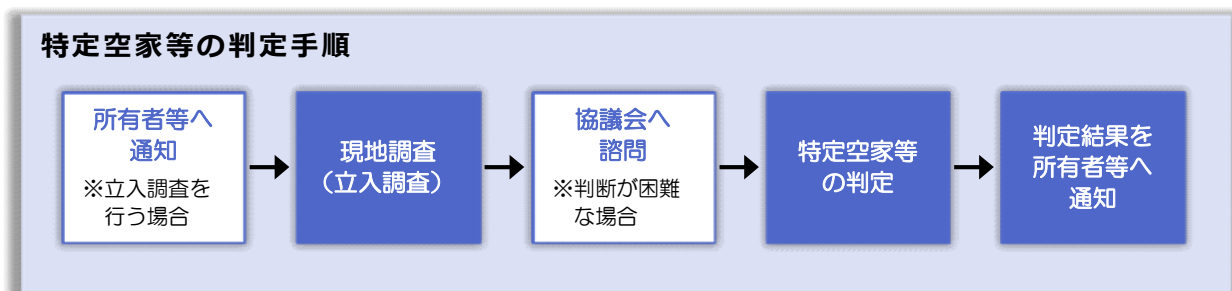 特定空家等の判定手順
所有者等へ
通知
※立入調査を
行う場合
現地調査
（立入調査）
協議会へ
諮問
※判断が困難
な場合
特定空家等
の判定
判定結果を
所有者等へ
通知